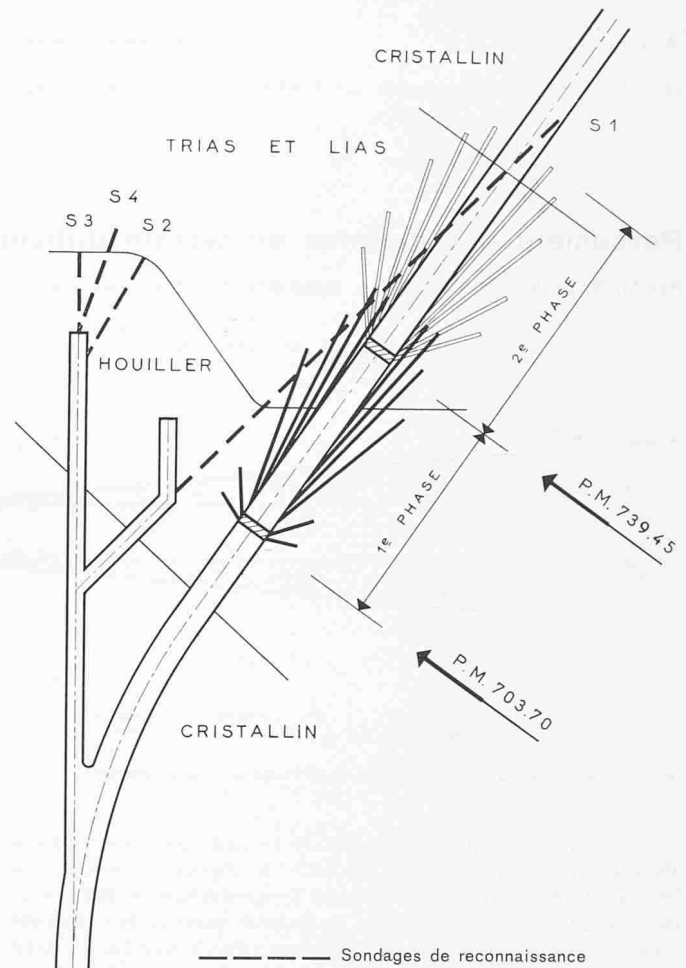 CRISTALLIN
S 1
TRIAS ET LIAS
S 4
S 3
S 2
2e PHASE
HOUILLER
1e PHASE
P.M. 739.45
P.M. 703.70
CRISTALLIN
Sondages de reconnaissance